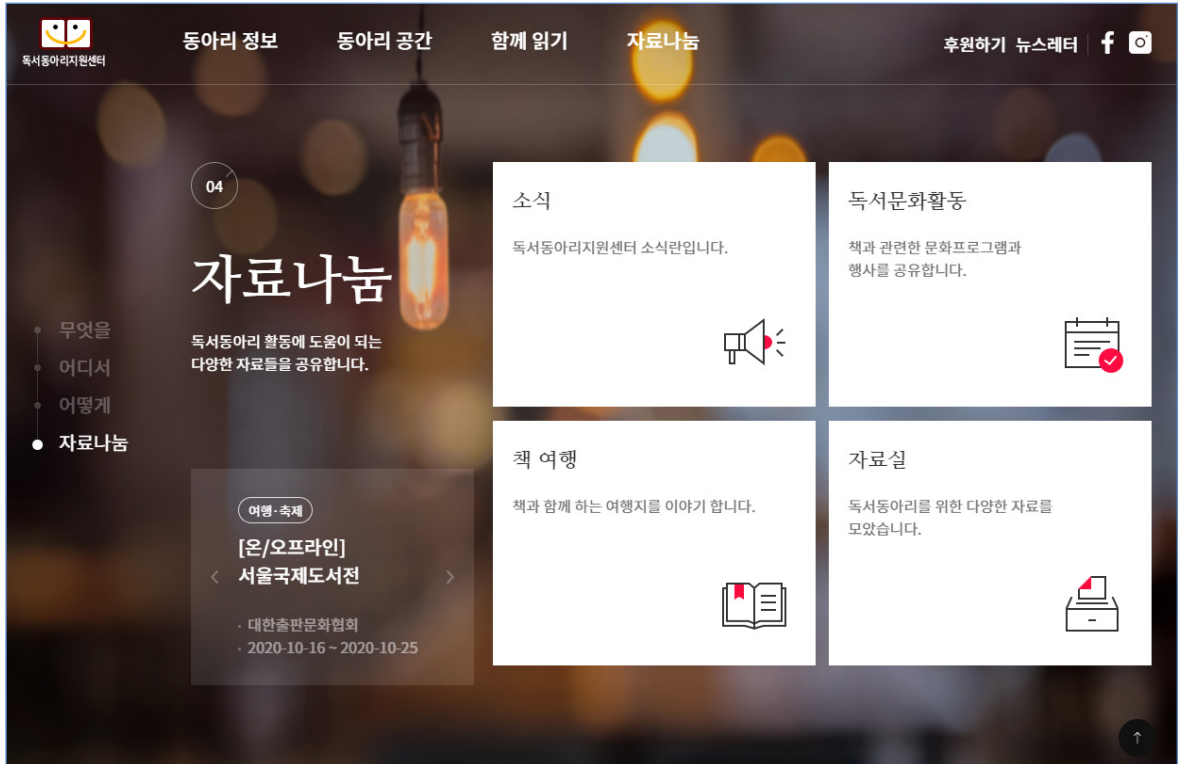 독서동아리지원센터
동아리 정보
동아리 공간
함께 읽기
자료나눔
후원하기
뉴스레터
무엇을
어디서
어떻게
자료나눔
04
자료나눔
독서동아리 활동에 도움이 되는
다양한 자료들을 공유합니다.
여행·축제
[온/오프라인]
서울국제도서전
· 대한출판문화협회
· 2020-10-16 ~ 2020-10-25
소식
독서동아리지원센터 소식란입니다.
독서문화활동
책과 관련한 문화프로그램과
행사를 공유합니다.
책 여행
책과 함께 하는 여행지를 이야기 합니다.
자료실
독서동아리를 위한 다양한 자료를
모았습니다.